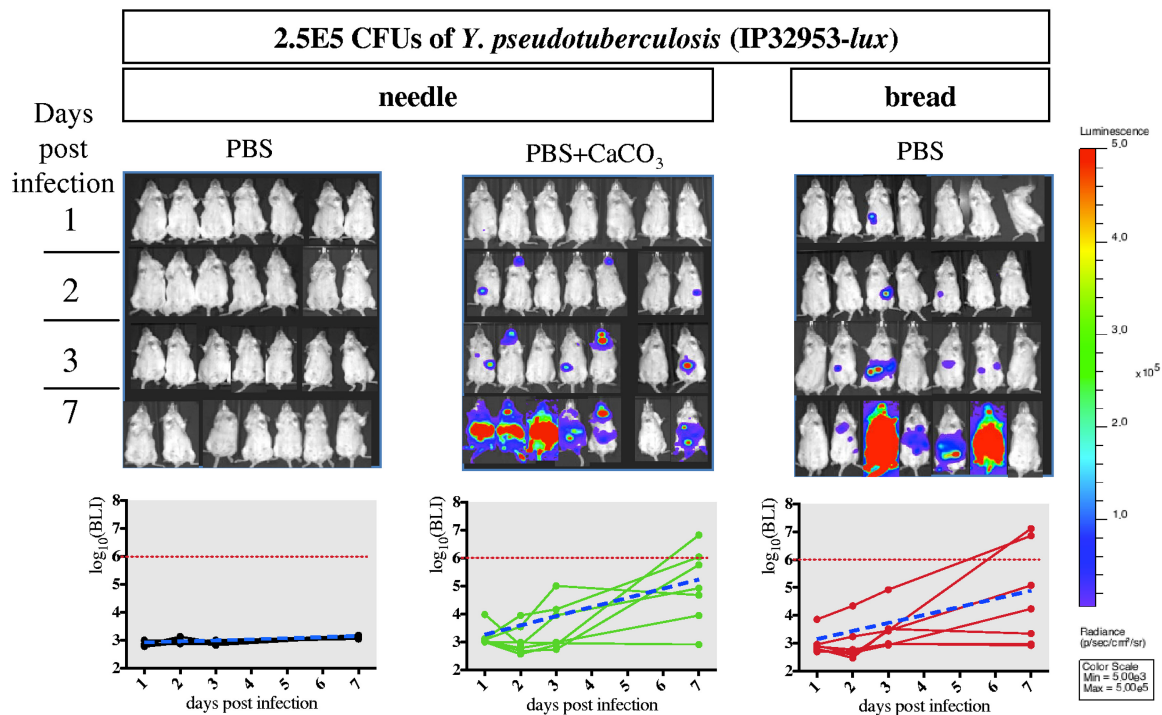 2.5E5 CFUs of Y. pseudotuberculosis (IP32953-lux)
needle
bread
Days
post
infection
PBS
PBS+CaCO3
PBS
1
2
3
7
Luminescence
5,0
4,0
3,0
x10^5
2,0
1,0
Radiance
(p/sec/cm²/sr)
Color Scale
Min = 5,00e3
Max = 5,00e5
log10(BLI)
8
7
6
5
4
3
2
1 2 3 4 5 6 7
days post infection
log10(BLI)
8
7
6
5
4
3
2
1 2 3 4 5 6 7
days post infection
log10(BLI)
8
7
6
5
4
3
2
1 2 3 4 5 6 7
days post infection